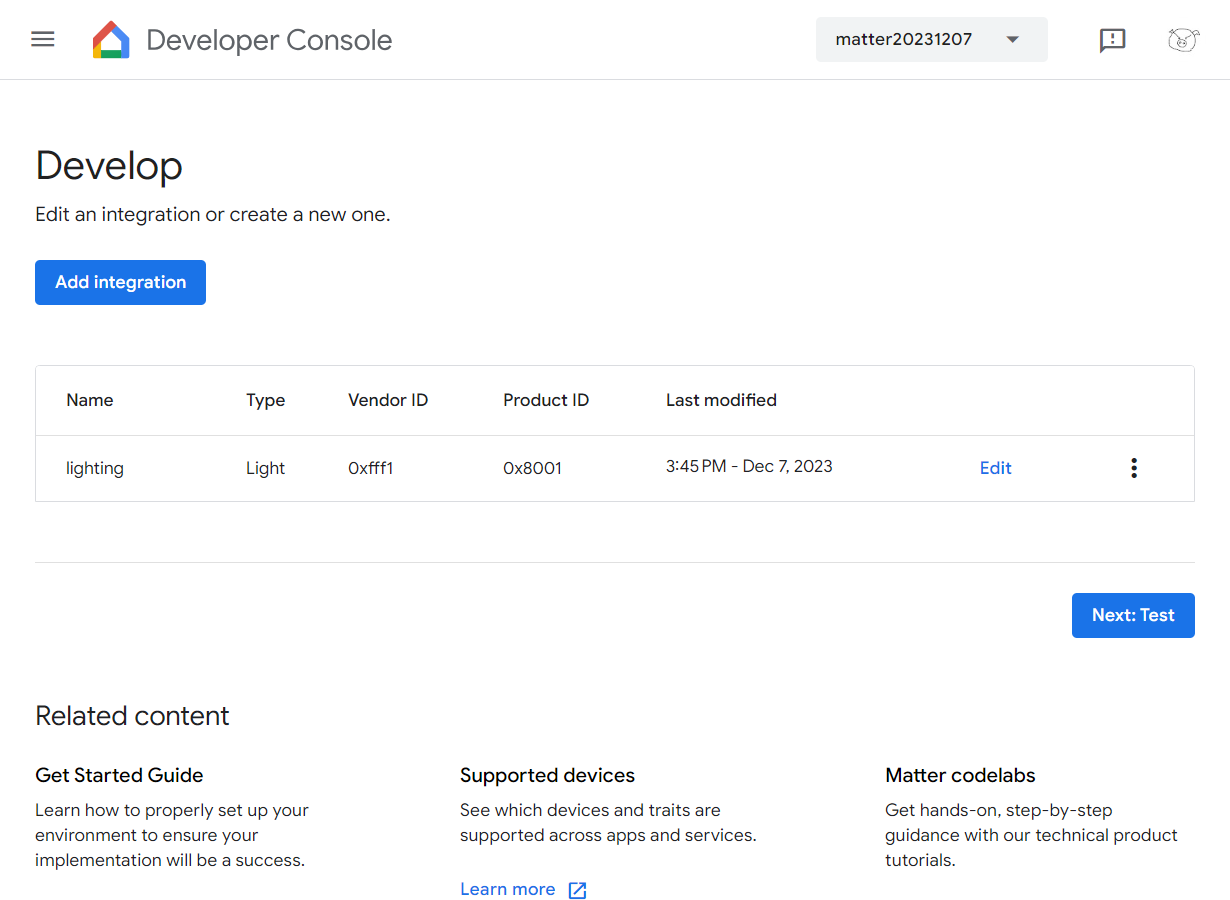 Developer Console
matter20231207
Develop
Edit an integration or create a new one.
Add integration
Name Type Vendor ID Product ID Last modified
lighting Light 0xfff1 0x8001 3:45 PM - Dec 7, 2023 Edit
Next: Test
Related content
Get Started Guide
Learn how to properly set up your
environment to ensure your
implementation will be a success.
Supported devices
See which devices and traits are
supported across apps and services.
Learn more
Matter codelabs
Get hands-on, step-by-step
guidance with our technical product
tutorials.